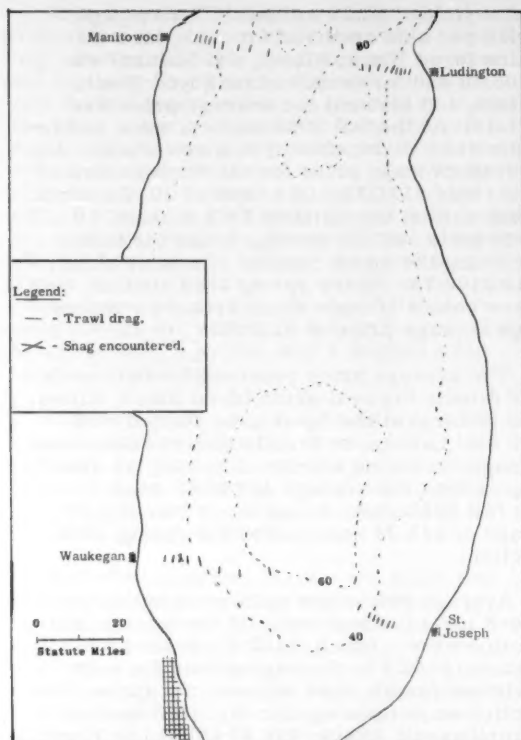 Manitowoc
80
Ludington
Legend:
- Trawl drag.
- Snag encountered.
Waukegan
60
St.
Joseph
40
0 20
Statute Miles